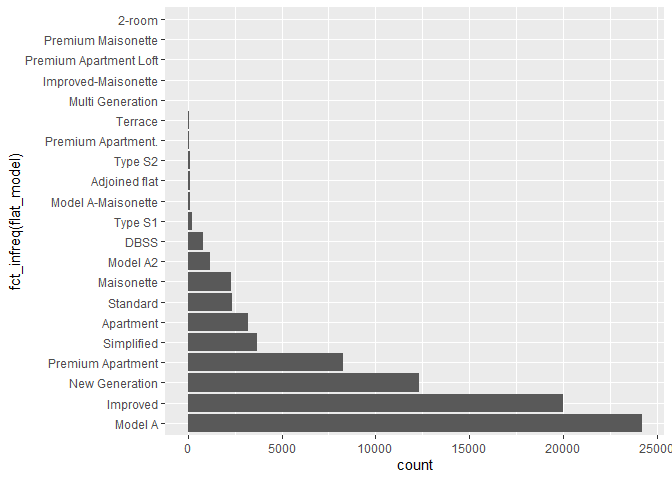 2-room
Premium Maisonette
Premium Apartment Loft
Improved-Maisonette
Multi Generation
Terrace
Premium Apartment.
Type S2
Adjoined flat
Model A-Maisonette
Type S1
DBSS
Model A2
Maisonette
Standard
Apartment
Simplified
Premium Apartment
New Generation
Improved
Model A
fct_infreq(flat_model)
0 5000 10000 15000 20000 25000
count